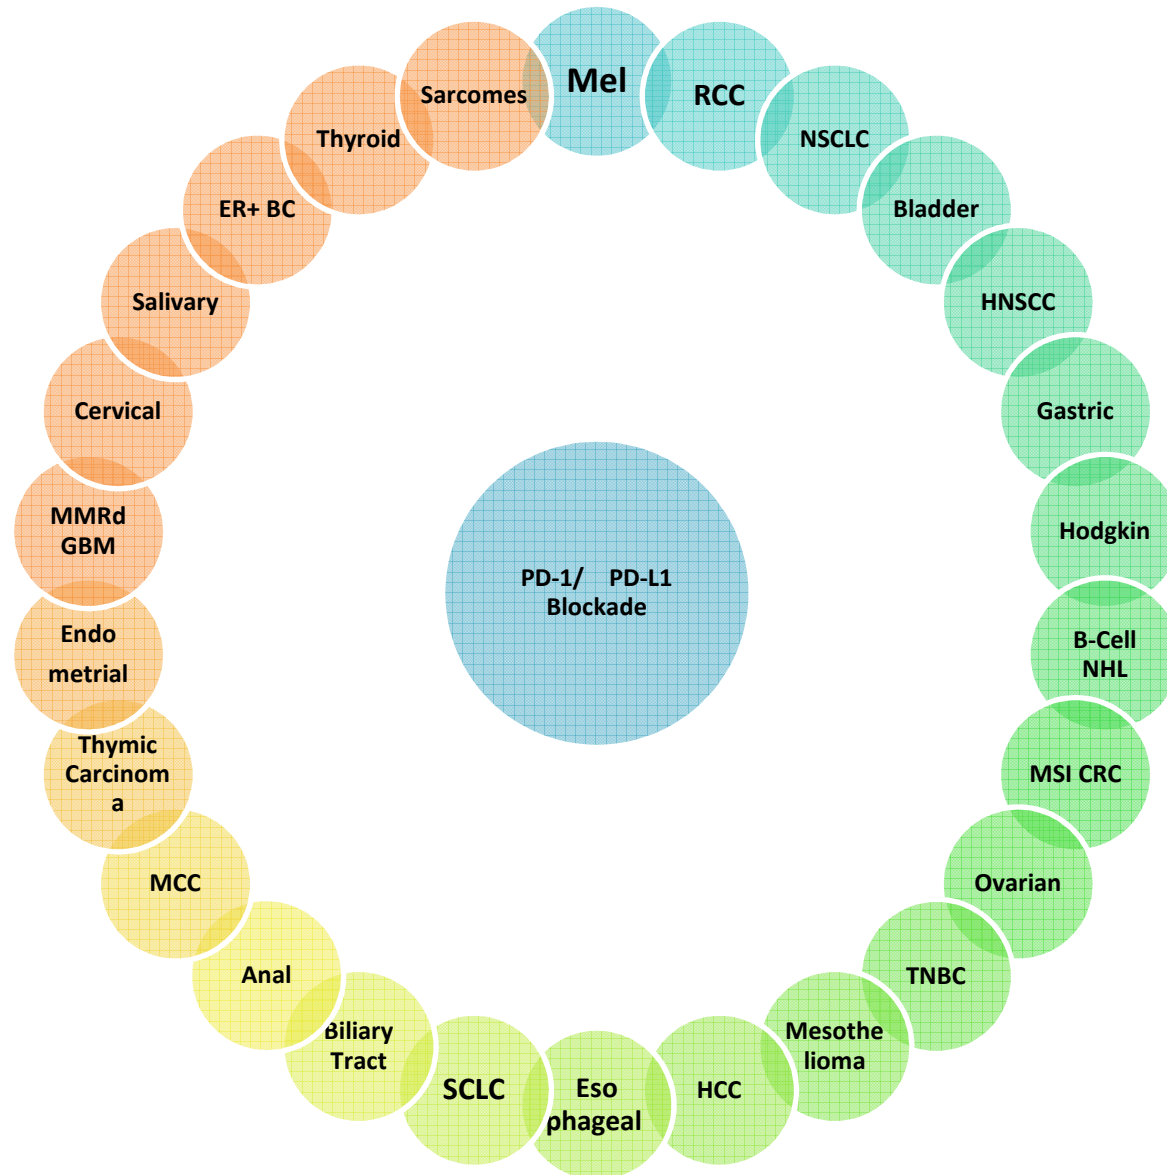 Mel
RCC
NSCLC
Bladder
HNSCC
Gastric
Hodgkin
B-Cell
NHL
MSI CRC
Ovarian
TNBC
Mesothe
lioma
HCC
Eso
phageal
SCLC
Biliary
Tract
Anal
MCC
Thymic
Carcinom
a
Endo
metrial
MMRd
GBM
Cervical
Salivary
ER+ BC
Thyroid
Sarcomes
PD-1/ PD-L1
Blockade